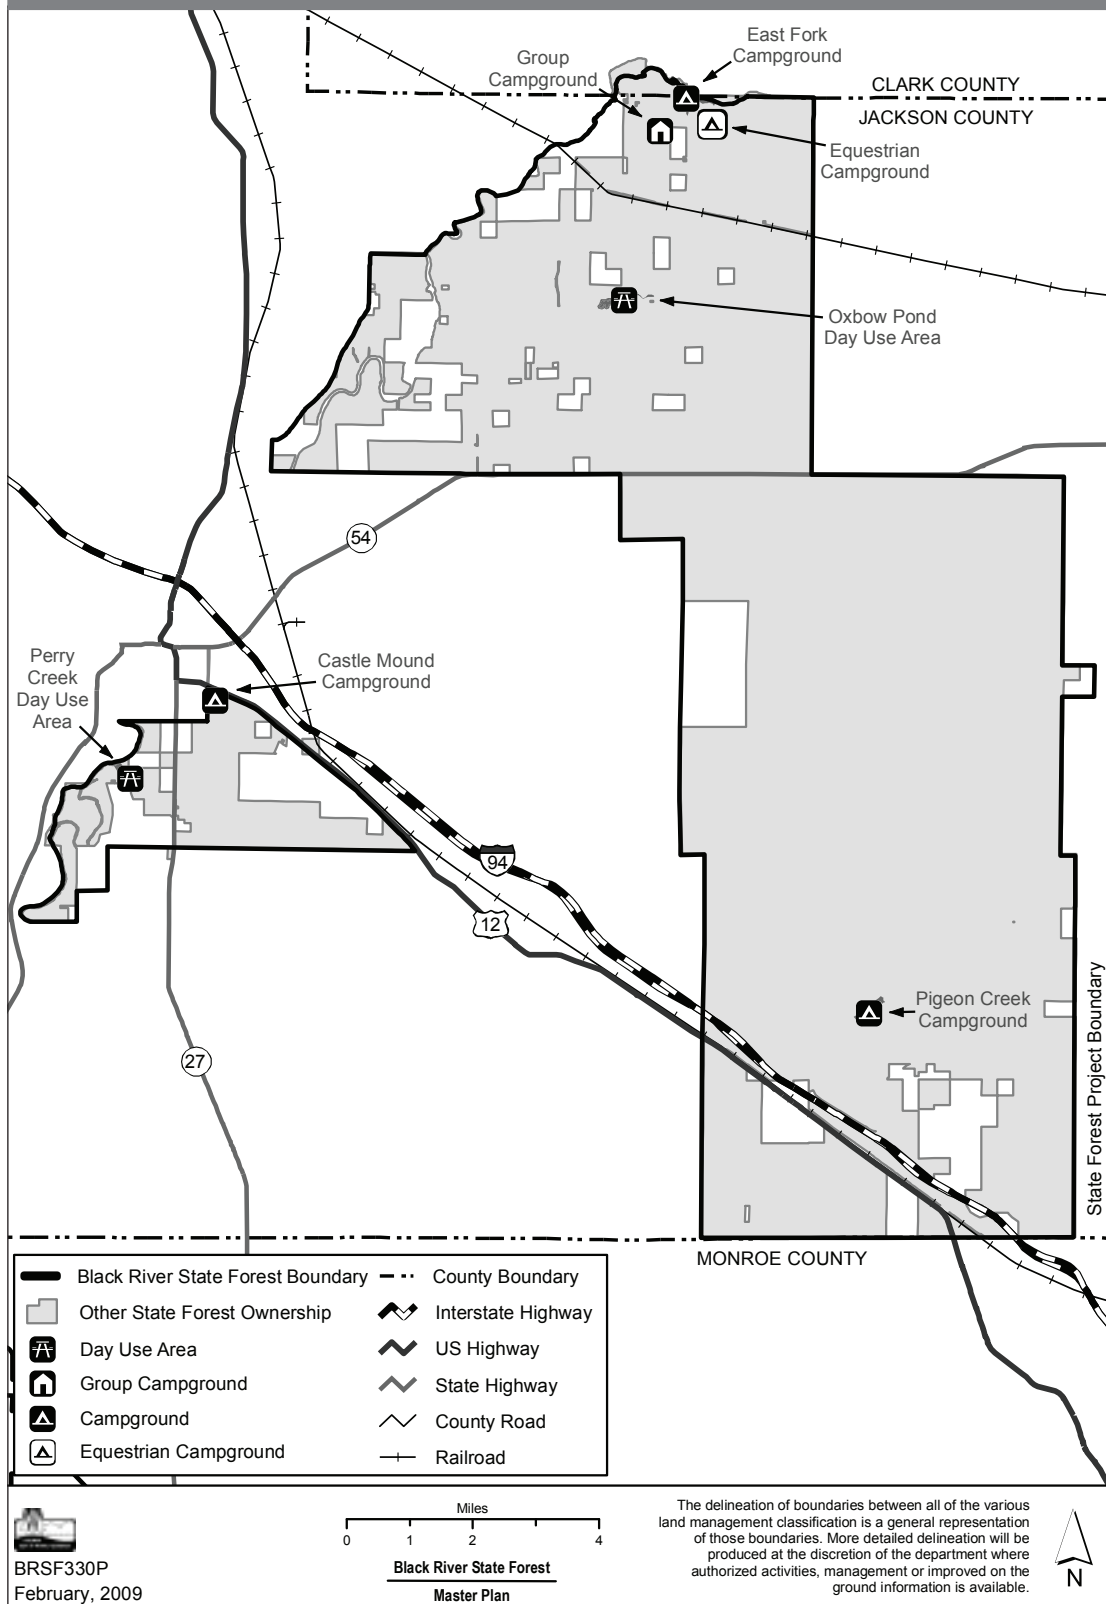 East Fork
Campground
Group
Campground
CLARK COUNTY
JACKSON COUNTY
Equestrian
Campground
Oxbow Pond
Day Use Area
54
Perry
Creek
Day Use
Area
Castle Mound
Campground
94
12
Pigeon Creek
Campground
27
State Forest Project Boundary
MONROE COUNTY
Black River State Forest Boundary
Other State Forest Ownership
Day Use Area
Group Campground
Campground
Equestrian Campground
County Boundary
Interstate Highway
US Highway
State Highway
County Road
Railroad
BRSF330P
February, 2009
Miles
0 1 2 4
Black River State Forest
Master Plan
The delineation of boundaries between all of the various
land management classification is a general representation
of those boundaries. More detailed delineation will be
produced at the discretion of the department where
authorized activities, management or improved on the
ground information is available.
N